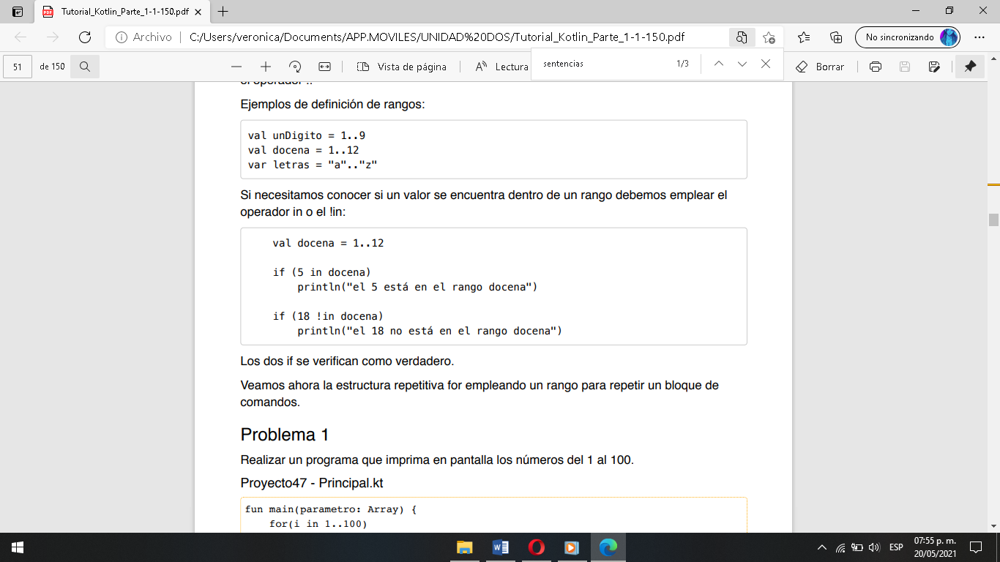 Tutorial_Kotlin_Parte_1-1-150.pdf
Archivo | C:/Users/veronica/Documents/APP.MOVILES/UNIDAD%20DOS/Tutorial_Kotlin_Parte_1-1-150.pdf
No sincronizando
51 de 150
Vista de página
Lectura
sentencias
1/3
Borrar
Ejemplos de definición de rangos:
val unDigito = 1..9
val docena = 1..12
var letras = "a".."z"
Si necesitamos conocer si un valor se encuentra dentro de un rango debemos emplear el
operador in o el !in:
val docena = 1..12
if (5 in docena)
println("el 5 está en el rango docena")
if (18 !in docena)
println("el 18 no está en el rango docena")
Los dos if se verifican como verdadero.
Veamos ahora la estructura repetitiva for empleando un rango para repetir un bloque de
comandos.
Problema 1
Realizar un programa que imprima en pantalla los números del 1 al 100.
Proyecto47 - Principal.kt
fun main(parametro: Array) {
for(i in 1..100)
ESP
07:55 p. m.
20/05/2021